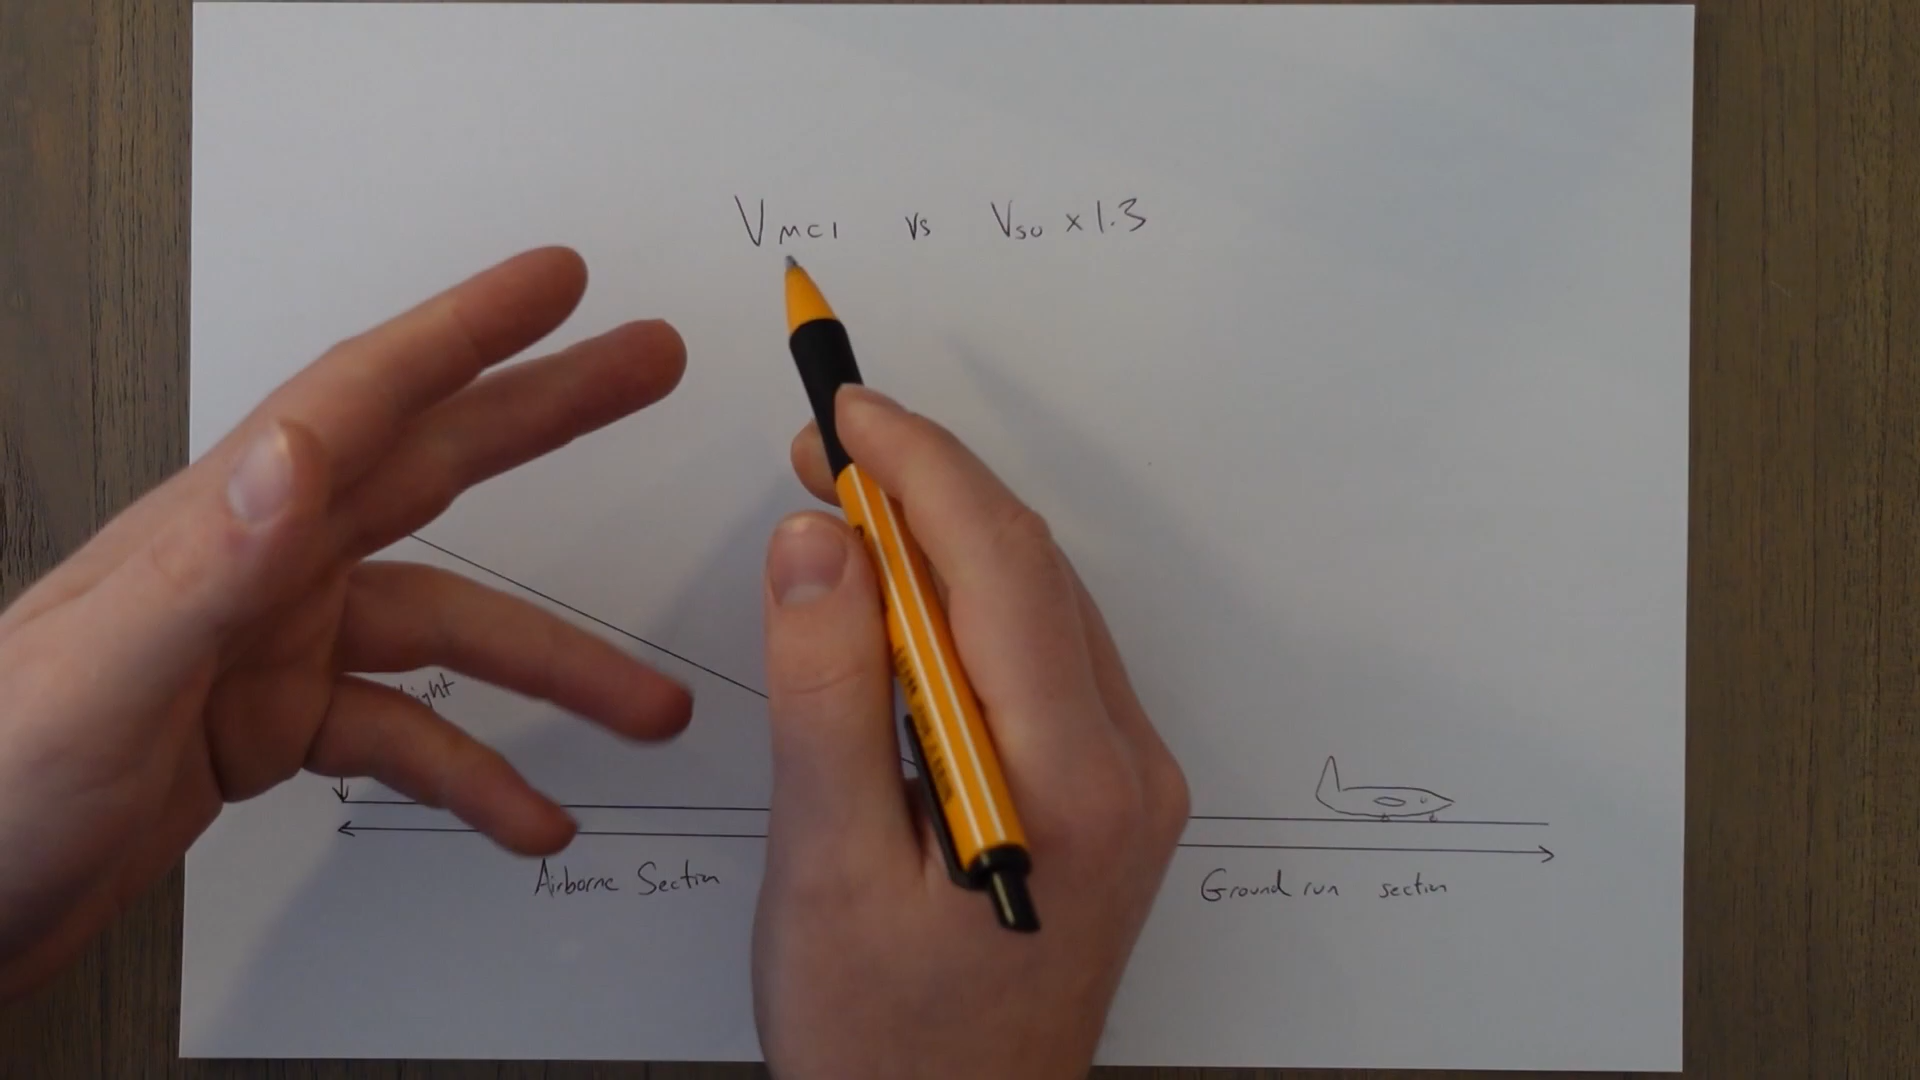 VMC1 vs VS0 x 1.3
Airborne Section
Ground run section